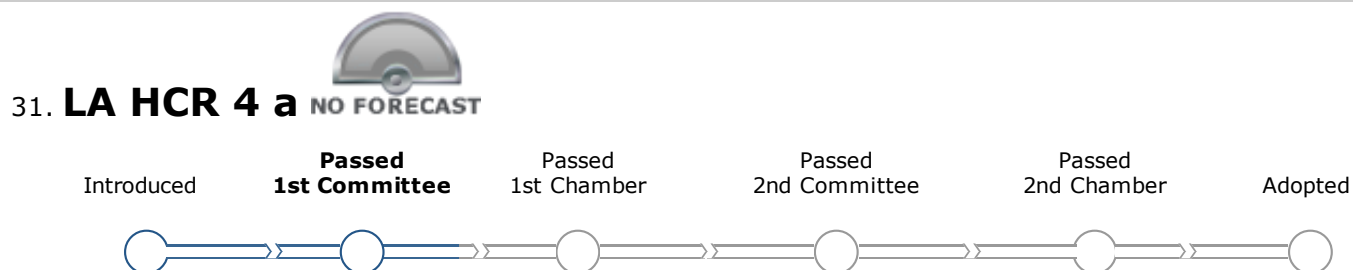 31. LA HCR 4 a NO FORECAST
Introduced
Passed
1st Committee
Passed
1st Chamber
Passed
2nd Committee
Passed
2nd Chamber
Adopted